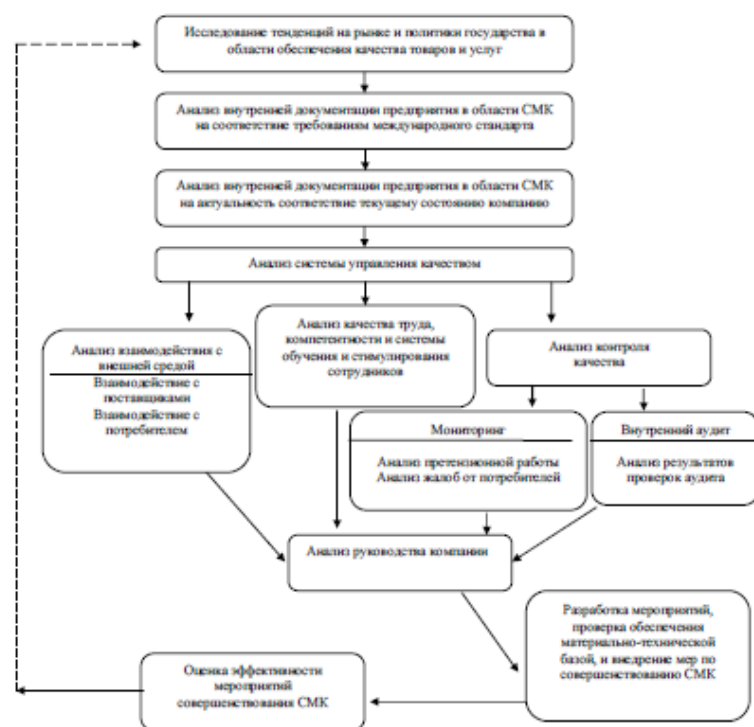 Исследование тенденций на рынке и политики государства в
области обеспечения качества товаров и услуг
Анализ внутренней документации предприятия в области СМК
на соответствие требованиям международного стандарта
Анализ внутренней документации предприятия в области СМК
на актуальность соответствие текущему состоянию компанию
Анализ системы управления качеством
Анализ взаимодействия с
внешней средой
Взаимодействие с
поставщиками
Взаимодействие с
потребителем
Анализ качества труда,
компетентности и системы
обучения и стимулирования
сотрудников
Анализ контроля
качества
Мониторинг
Анализ претензионной работы
Анализ жалоб от потребителей
Внутренний аудит
Анализ результатов
проверок аудита
Анализ руководства компании
Разработка мероприятий,
проверка обеспечения
материально-технической
базой, и внедрение мер по
совершенствованию СМК
Оценка эффективности
мероприятий
совершенствования СМК